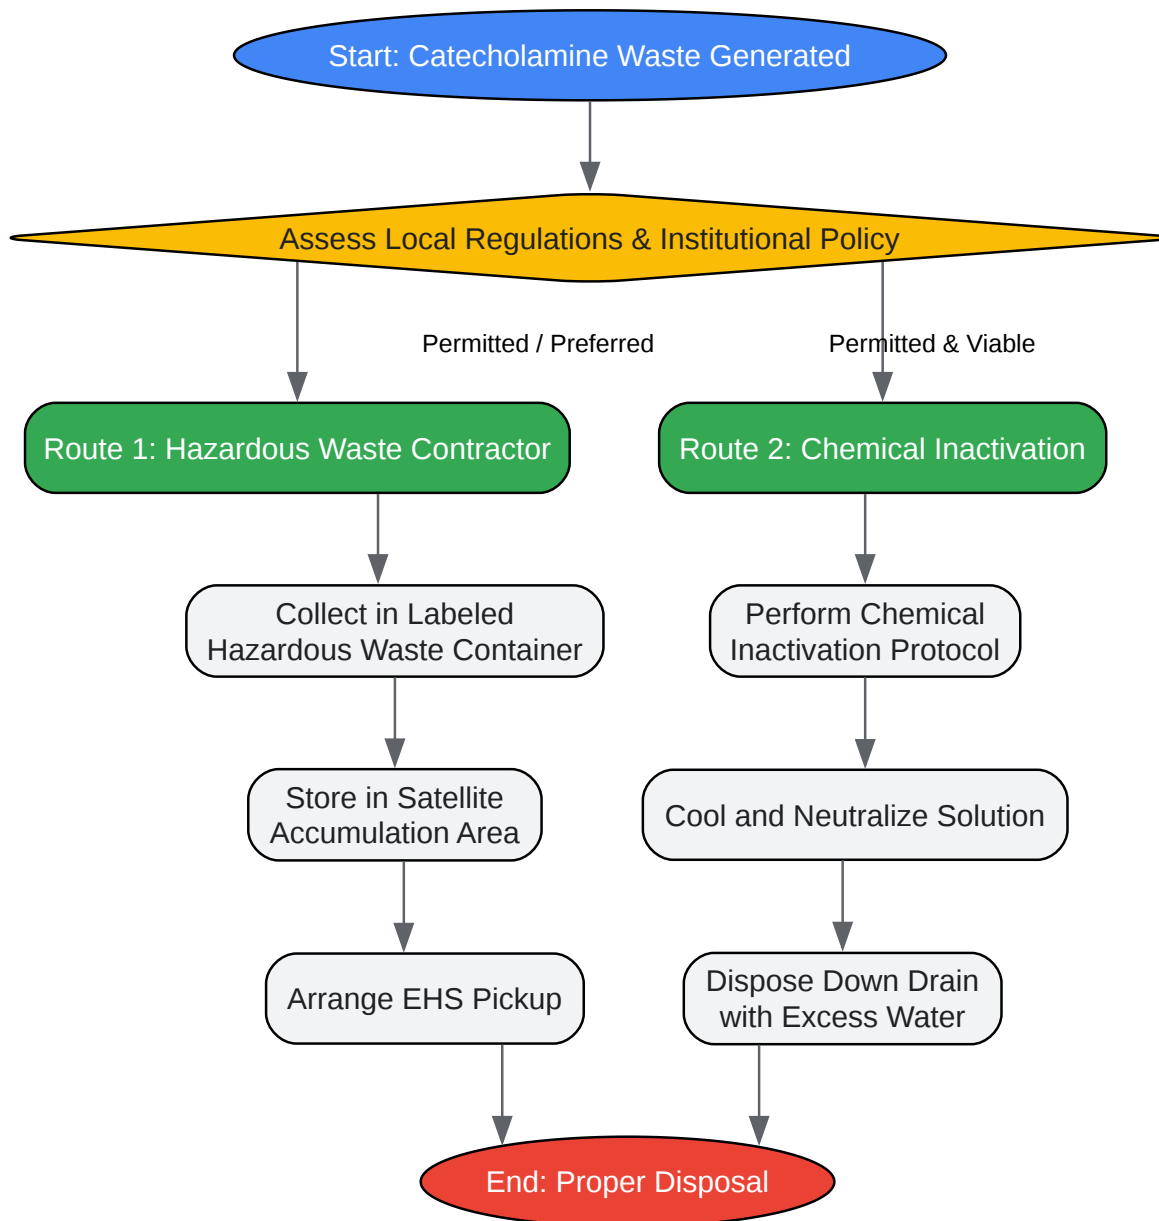 Start: Catecholamine Waste Generated
Assess Local Regulations & Institutional Policy
Permitted / Preferred
Permitted & Viable
Route 1: Hazardous Waste Contractor
Route 2: Chemical Inactivation
Collect in Labeled
Hazardous Waste Container
Perform Chemical
Inactivation Protocol
Store in Satellite
Accumulation Area
Cool and Neutralize Solution
Arrange EHS Pickup
Dispose Down Drain
with Excess Water
End: Proper Disposal